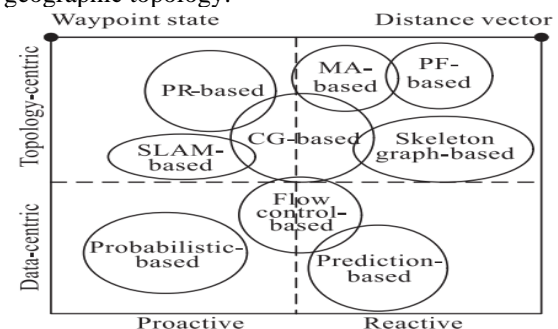 geographic topology.
Waypoint state
Distance vector
Topology-centric
Data-centric
PR-based
MA-
based
PF-
based
CG-based
SLAM-
based
Skeleton
graph-based
Flow
control-
based
Probabilistic-
based
Prediction-
based
Proactive
Reactive